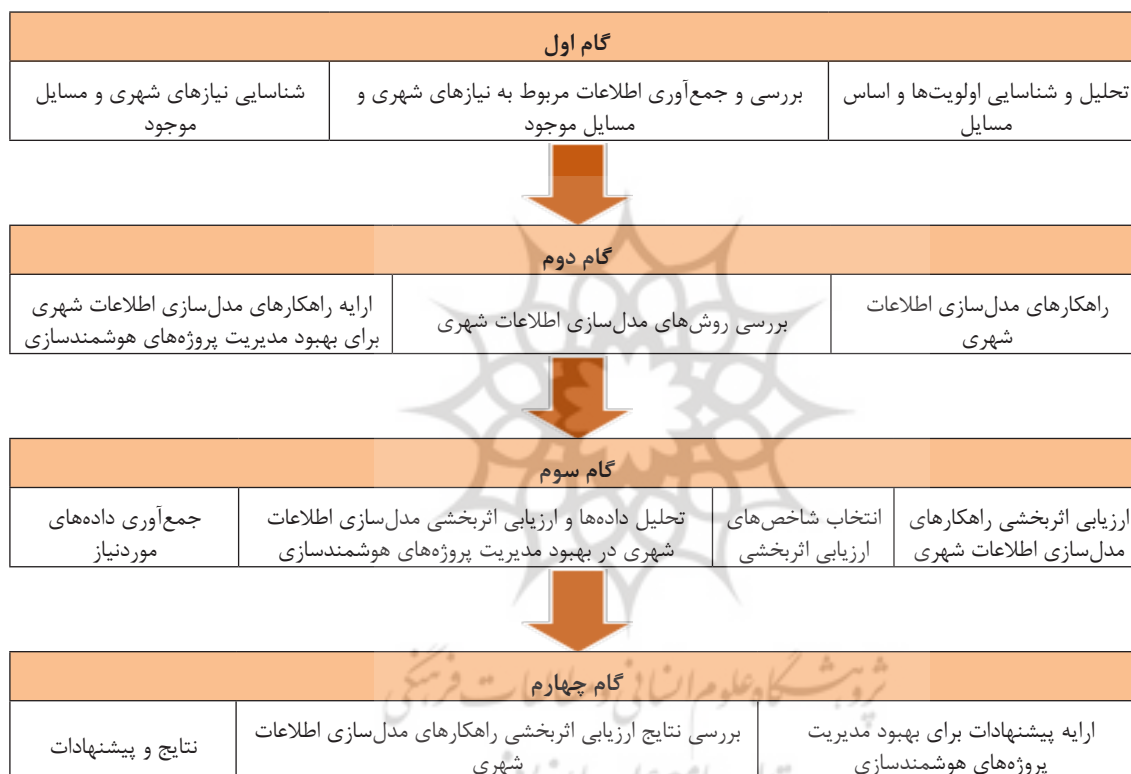 گام اول
تحلیل و شناسایی اولویت‌ها و اساس
مسایل
بررسی و جمع‌آوری اطلاعات مربوط به نیازهای شهری و
مسایل موجود
شناسایی نیازهای شهری و مسایل
موجود
گام دوم
راهکارهای مدل‌سازی اطلاعات
شهری
بررسی روش‌های مدل‌سازی اطلاعات شهری
ارایه راهکارهای مدل‌سازی اطلاعات شهری
برای بهبود مدیریت پروژه‌های هوشمندسازی
گام سوم
ارزیابی اثربخشی راهکارهای
مدل‌سازی اطلاعات شهری
انتخاب شاخص‌های
ارزیابی اثربخشی
تحلیل داده‌ها و ارزیابی اثربخشی مدل‌سازی اطلاعات
شهری در بهبود مدیریت پروژه‌های هوشمندسازی
جمع‌آوری داده‌های
موردنیاز
گام چهارم
پژوهشگاه علوم انسانی و مطالعات فرهنگی
ارایه پیشنهادات برای بهبود مدیریت
پروژه‌های هوشمندسازی
بررسی نتایج ارزیابی اثربخشی راهکارهای مدل‌سازی اطلاعات
شهری
نتایج و پیشنهادات